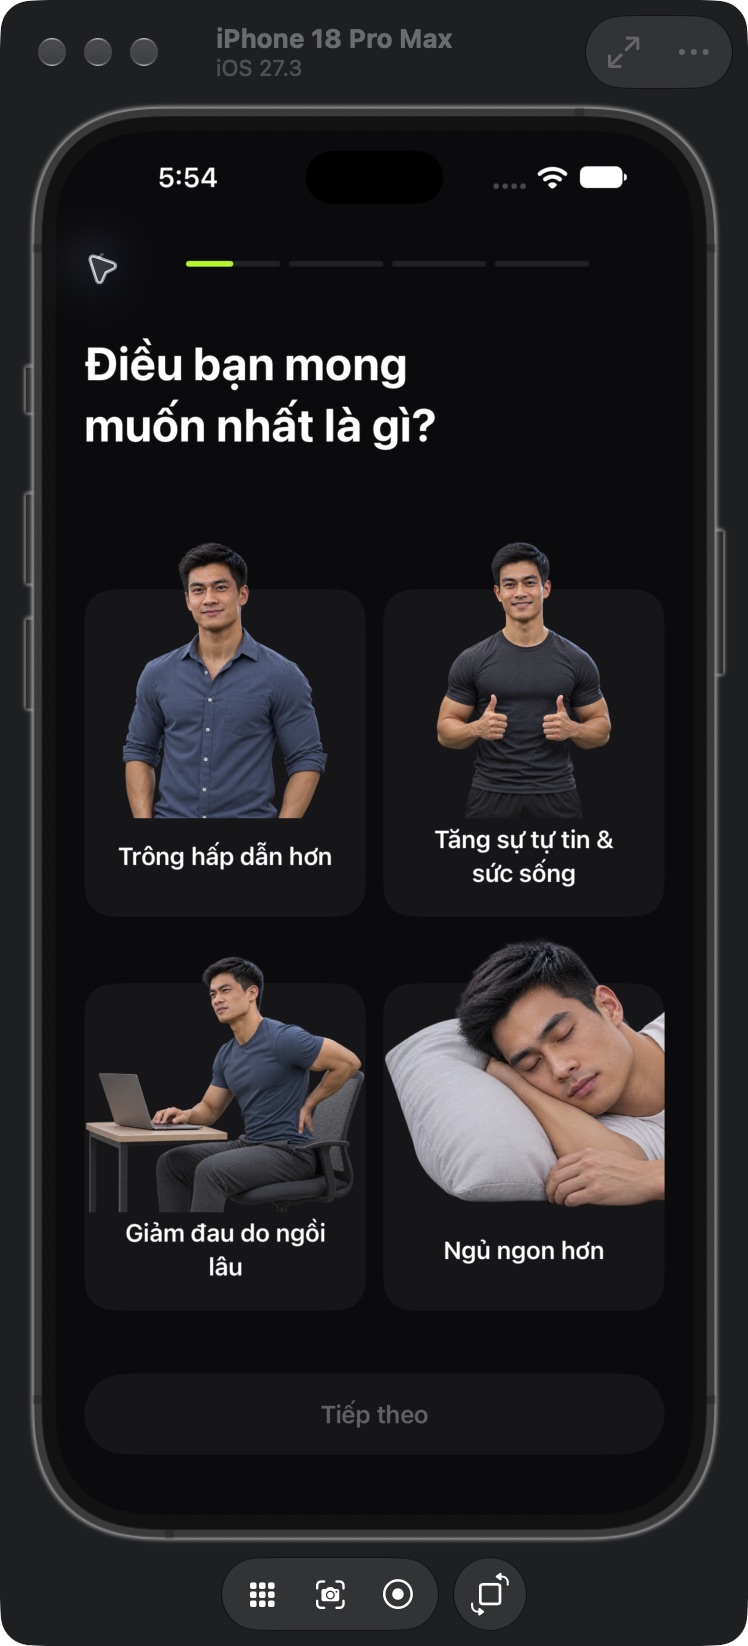 iPhone 18 Pro Max
iOS 27.3
5:54
Điều bạn mong
muốn nhất là gì?
Trông hấp dẫn hơn
Tăng sự tự tin &
sức sống
Giảm đau do ngồi
lâu
Ngủ ngon hơn
Tiếp theo